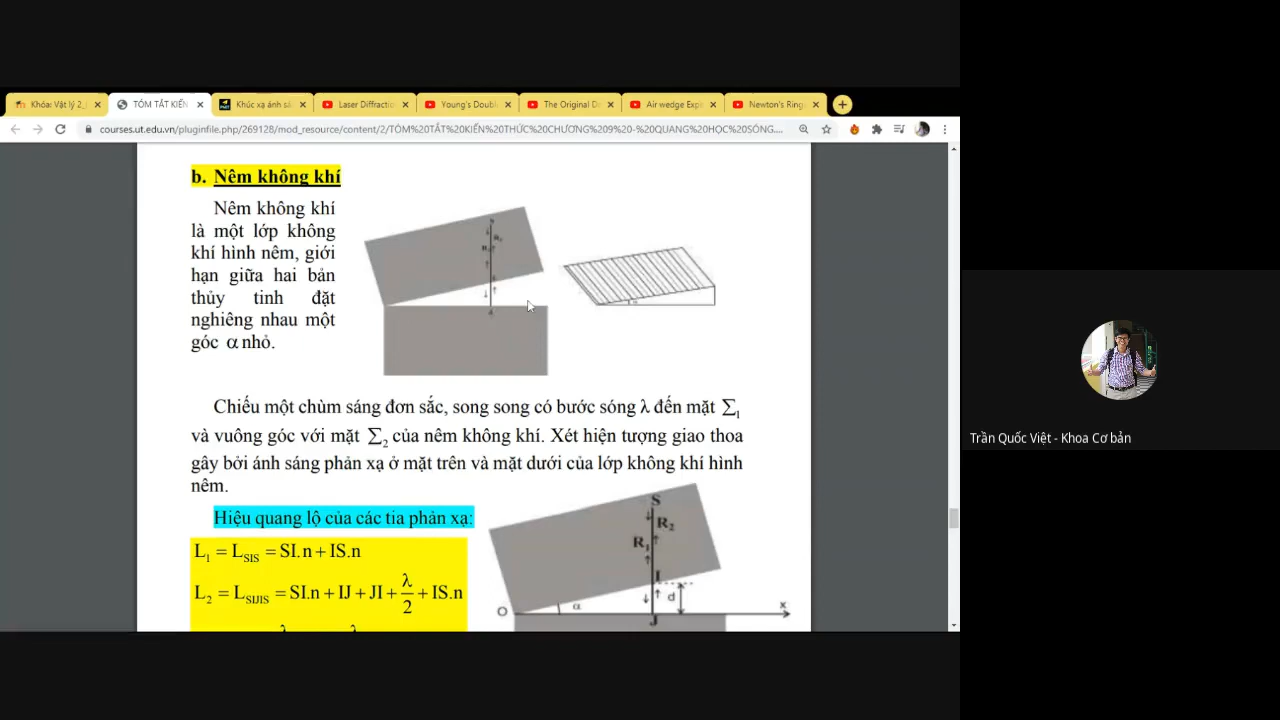 Khóa: Vật lý 2_
TÓM TẮT KIẾN
Khúc xạ ánh sá
Laser Diffractio
Young's Doubl
The Original D
Air wedge Exp
Newton's Ring
courses.ut.edu.vn/pluginfile.php/269128/mod_resource/content/2/TÓM%20TẮT%20KIẾN%20THỨC%20CHƯƠNG%209%20-%20QUANG%20HỌC%20SÓNG....
b. Nêm không khí
Nêm không khí
là một lớp không
khí hình nêm, giới
hạn giữa hai bản
thủy tinh đặt
nghiêng nhau một
góc α nhỏ.
Chiếu một chùm sáng đơn sắc, song song có bước sóng λ đến mặt ∑₁
và vuông góc với mặt ∑₂ của nêm không khí. Xét hiện tượng giao thoa
gây bởi ánh sáng phản xạ ở mặt trên và mặt dưới của lớp không khí hình
nêm.
Hiệu quang lộ của các tia phản xạ:
L₁ = L_SIS = SI.n + IS.n
L₂ = L_SIJIS = SI.n + IJ + JI + λ/2 + IS.n
S
R₂
R₁
I
d
α
O
x
J
Trần Quốc Việt - Khoa Cơ bản